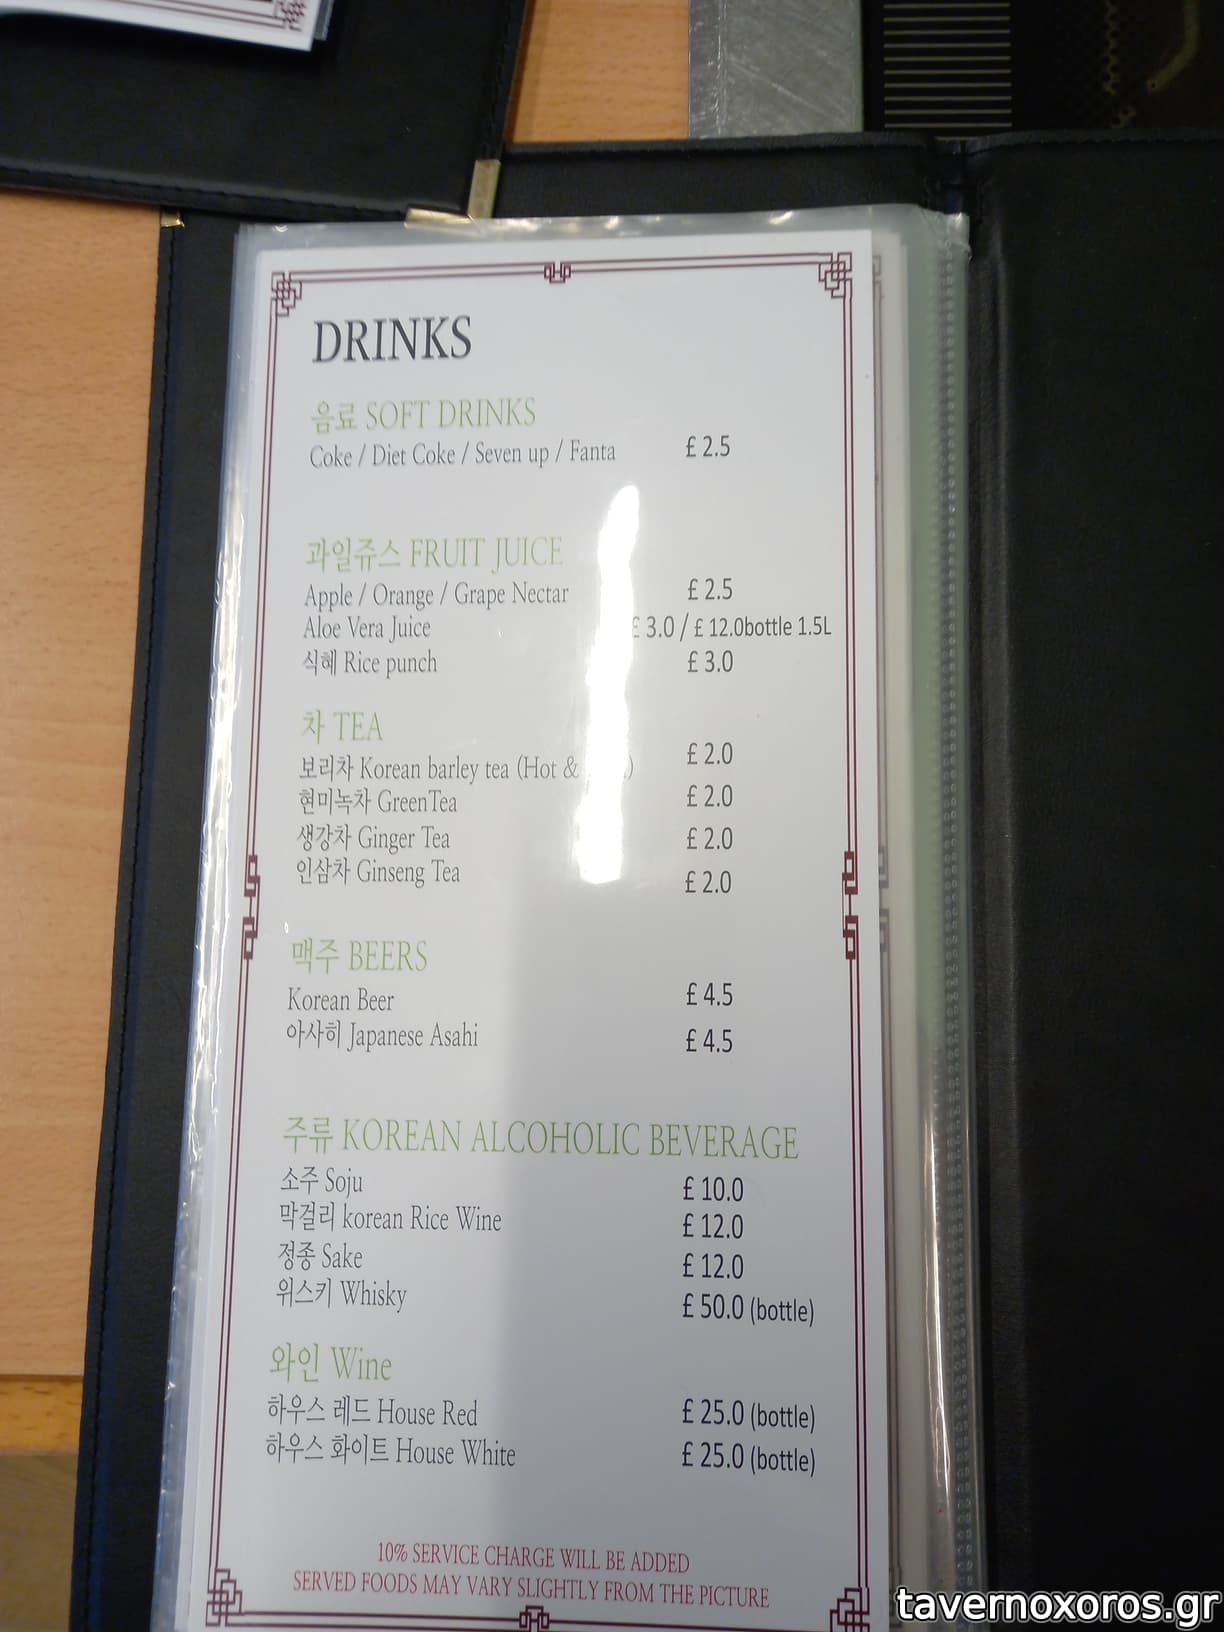 DRINKS
음료 SOFT DRINKS
Coke / Diet Coke / Seven up / Fanta £ 2.5
과일쥬스 FRUIT JUICE
Apple / Orange / Grape Nectar £ 2.5
Aloe Vera Juice £ 3.0 / £ 12.0bottle 1.5L
식혜 Rice punch £ 3.0
차 TEA
보리차 Korean barley tea (Hot & ) £ 2.0
현미녹차 GreenTea £ 2.0
생강차 Ginger Tea £ 2.0
인삼차 Ginseng Tea £ 2.0
맥주 BEERS
Korean Beer £ 4.5
아사히 Japanese Asahi £ 4.5
주류 KOREAN ALCOHOLIC BEVERAGE
소주 Soju £ 10.0
막걸리 korean Rice Wine £ 12.0
정종 Sake £ 12.0
위스키 Whisky £ 50.0 (bottle)
와인 Wine
하우스 레드 House Red £ 25.0 (bottle)
하우스 화이트 House White £ 25.0 (bottle)
10% SERVICE CHARGE WILL BE ADDED
SERVED FOODS MAY VARY SLIGHTLY FROM THE PICTURE
tavernoxoros.gr